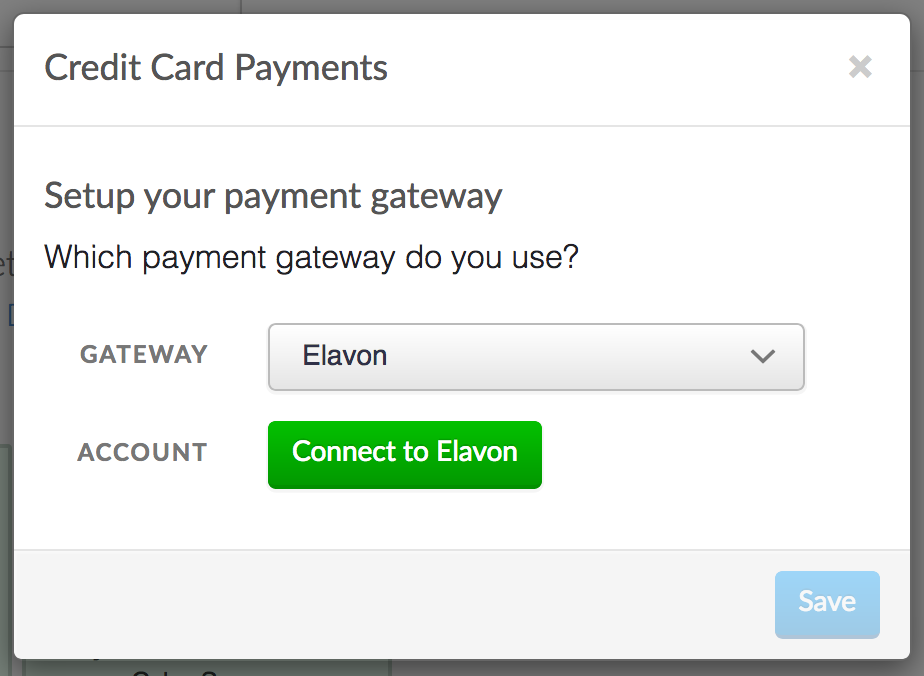 Credit Card Payments
Setup your payment gateway
Which payment gateway do you use?
GATEWAY
Elavon
ACCOUNT
Connect to Elavon
Save